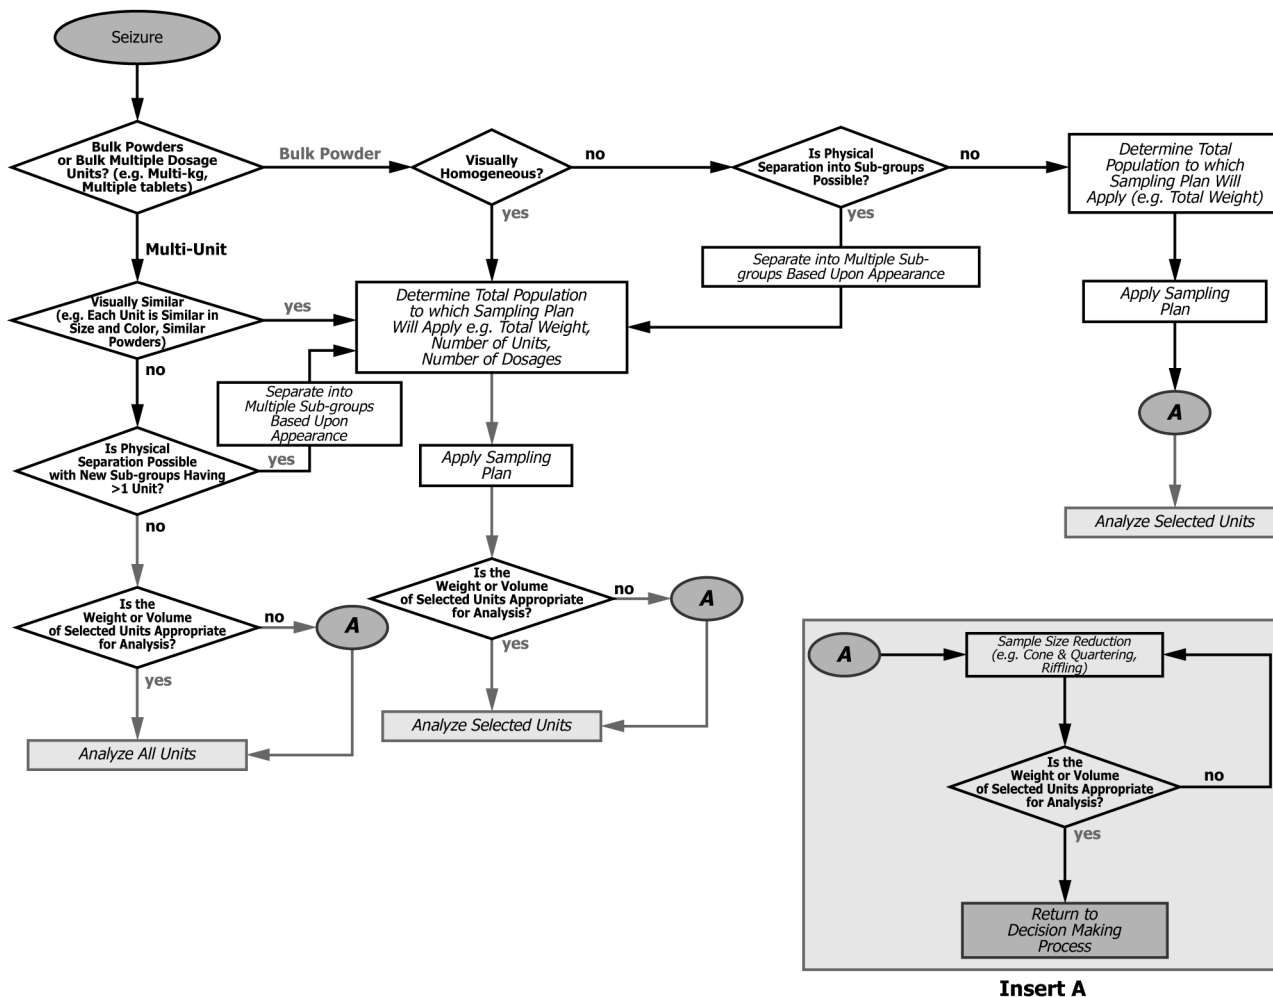 Seizure
Bulk Powders
or Bulk Multiple Dosage
Units? (e.g. Multi-kg,
Multiple tablets)
Bulk Powder
Visually
Homogeneous?
no
Is Physical
Separation into Sub-groups
Possible?
no
Determine Total
Population to which
Sampling Plan Will
Apply (e.g. Total Weight)
yes
yes
Multi-Unit
Separate into Multiple Sub-
groups Based Upon Appearance
Visually Similar
(e.g. Each Unit is Similar in
Size and Color, Similar
Powders)
yes
Determine Total Population
to which Sampling Plan
Will Apply e.g. Total Weight,
Number of Units,
Number of Dosages
Apply Sampling
Plan
no
Separate into
Multiple Sub-groups
Based Upon
Appearance
A
Is Physical
Separation Possible
with New Sub-groups Having
>1 Unit?
yes
Apply Sampling
Plan
Analyze Selected Units
no
Is the
Weight or Volume
of Selected Units Appropriate
for Analysis?
no
A
Is the
Weight or Volume
of Selected Units Appropriate
for Analysis?
no
A
yes
yes
Analyze Selected Units
Analyze All Units
A
Sample Size Reduction
(e.g. Cone & Quartering,
Riffling)
Is the
Weight or Volume
of Selected Units Appropriate
for Analysis?
no
yes
Return to
Decision Making
Process
Insert A